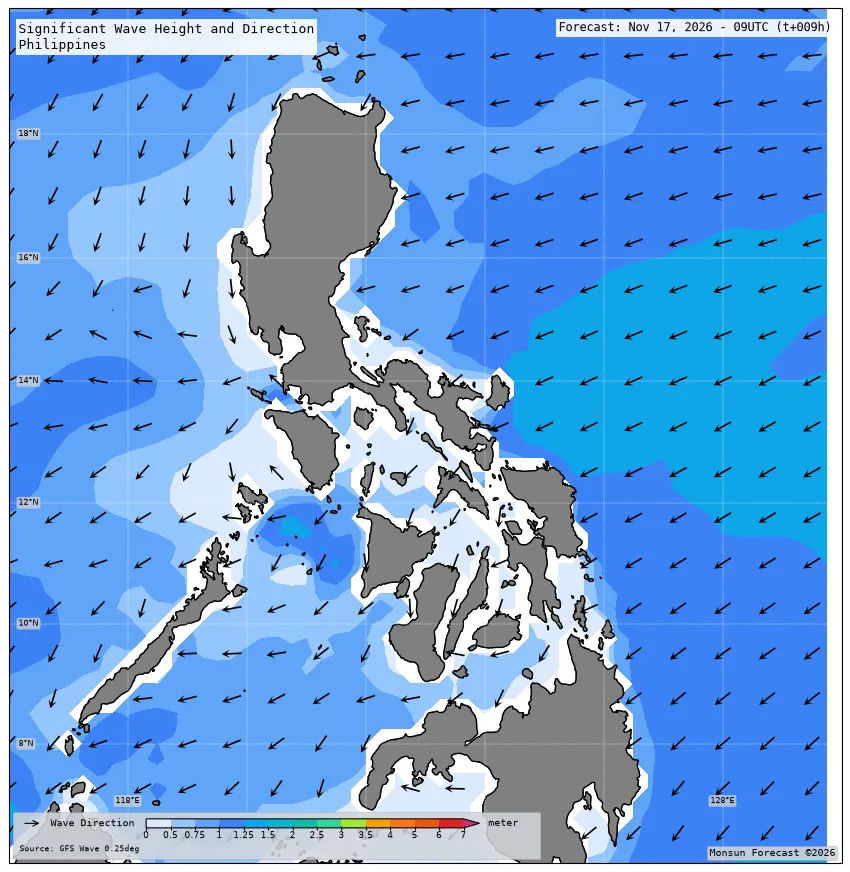 Significant Wave Height and Direction
Philippines
Forecast: Nov 17, 2026 - 09UTC (t+009h)
18°N
16°N
14°N
12°N
10°N
8°N
118°E
128°E
Wave Direction
0 0.5 0.75 1 1.25 1.5 2 2.5 3 3.5 4 5 6 7
meter
Source: GFS Wave 0.25deg
Monsun Forecast ©2026